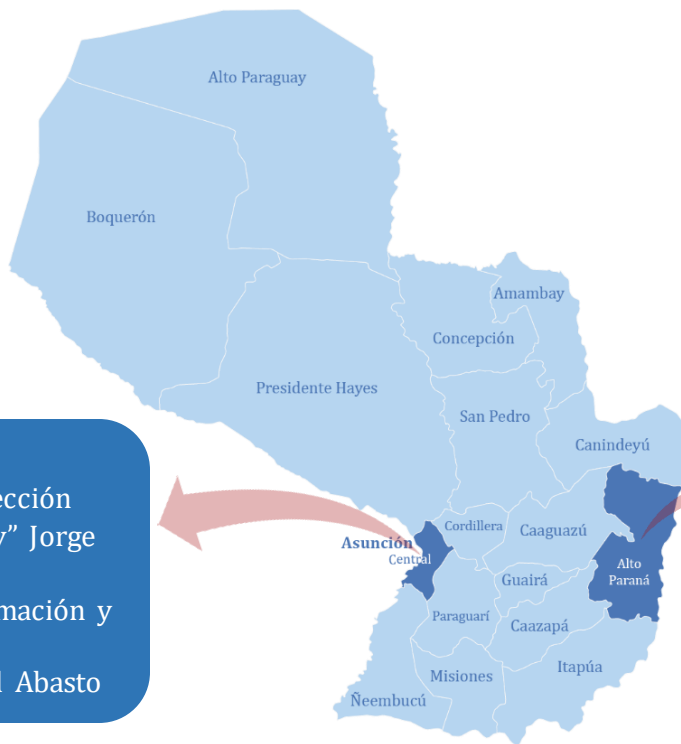 Alto Paraguay
Boquerón
Amambay
Concepción
Presidente Hayes
San Pedro
Canindeyú
Cordillera
Caaguazú
Asunción
Central
Alto
Paraná
Guairá
Paraguarí
Caazapá
Itapúa
Misiones
Ñeembucú
ección
” Jorge
mación y
Abasto